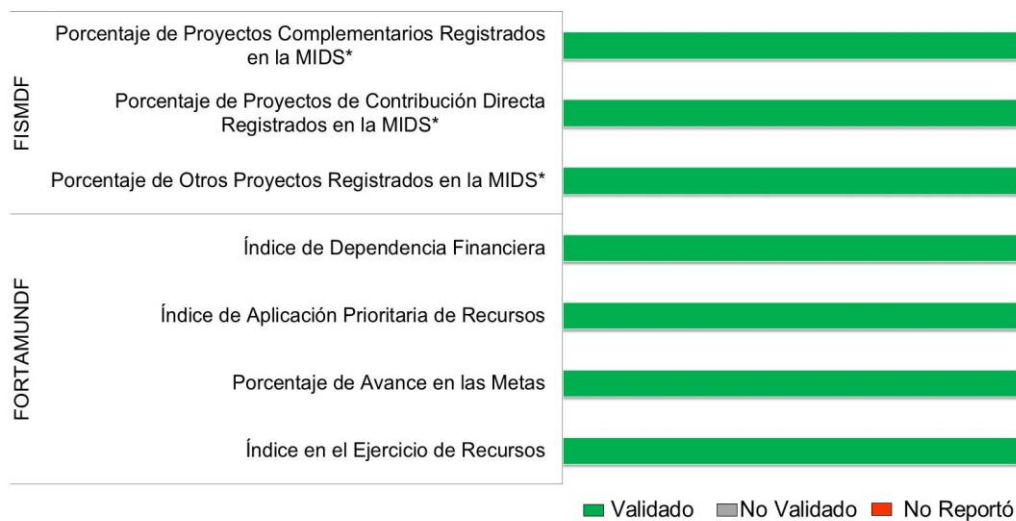 FISMDF
Porcentaje de Proyectos Complementarios Registrados
en la MIDS*
Porcentaje de Proyectos de Contribución Directa
Registrados en la MIDS*
Porcentaje de Otros Proyectos Registrados en la MIDS*
FORTAMUNDF
Índice de Dependencia Financiera
Índice de Aplicación Prioritaria de Recursos
Porcentaje de Avance en las Metas
Índice en el Ejercicio de Recursos
Validado No Validado No Reportó